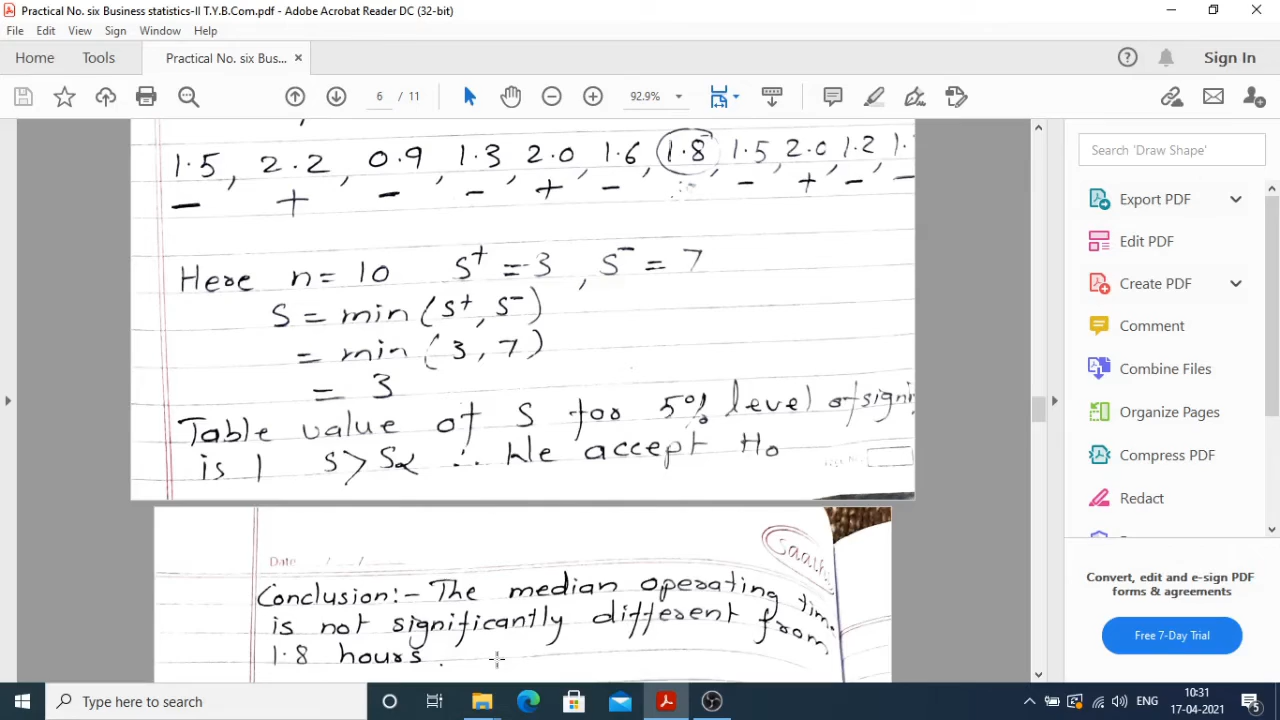 Practical No. six Business statistics-II T.Y.B.Com.pdf - Adobe Acrobat Reader DC (32-bit)
File Edit View Sign Window Help
Home Tools Practical No. six Bus... × Sign In
6 / 11 92.9%
1.5, 2.2, 0.9, 1.3, 2.0, 1.6, 1.8, 1.5, 2.0, 1.2, 1.
− + − − + − − + − −
Here n = 10 S⁺ = 3, S⁻ = 7
S = min (S⁺, S⁻)
= min (3, 7)
= 3
Table value of S for 5% level of signi
is 1 S > Sα ∴ We accept H₀
Date / /
Saath
Conclusion:- The median operating tim
is not significantly different from
1.8 hours.
Search 'Draw Shape'
Export PDF
Edit PDF
Create PDF
Comment
Combine Files
Organize Pages
Compress PDF
Redact
Convert, edit and e-sign PDF
forms & agreements
Free 7-Day Trial
Type here to search
ENG
10:31
17-04-2021
5